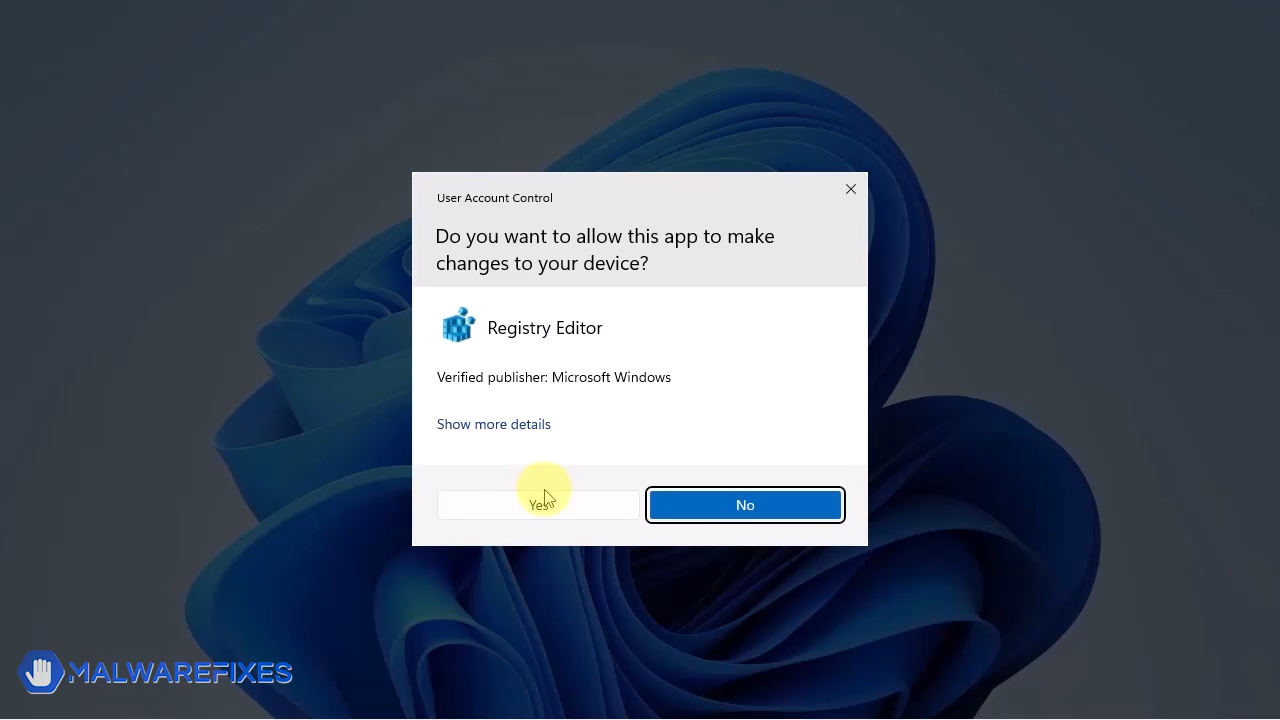 User Account Control
Do you want to allow this app to make
changes to your device?
Registry Editor
Verified publisher: Microsoft Windows
Show more details
Yes
No
MALWAREFIXES